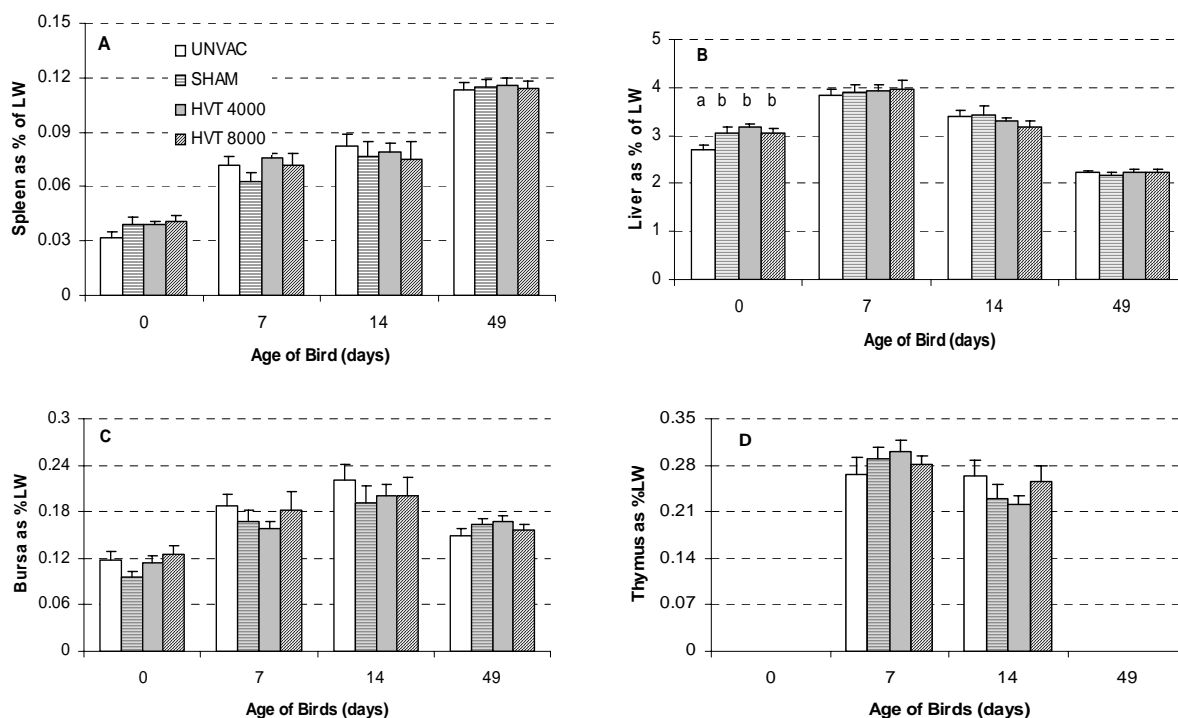 A
UNVAC
SHAM
HVT 4000
HVT 8000
0.15
0.12
0.09
0.06
0.03
0
Spleen as % of LW
0 7 14 49
Age of Bird (days)
B
a b b b
5
4
3
2
1
0
Liver as % of LW
0 7 14 49
Age of Bird (days)
C
0.3
0.24
0.18
0.12
0.06
0
Bursa as %LW
0 7 14 49
Age of Birds (days)
D
0.35
0.28
0.21
0.14
0.07
0
Thymus as %LW
0 7 14 49
Age of Birds (days)